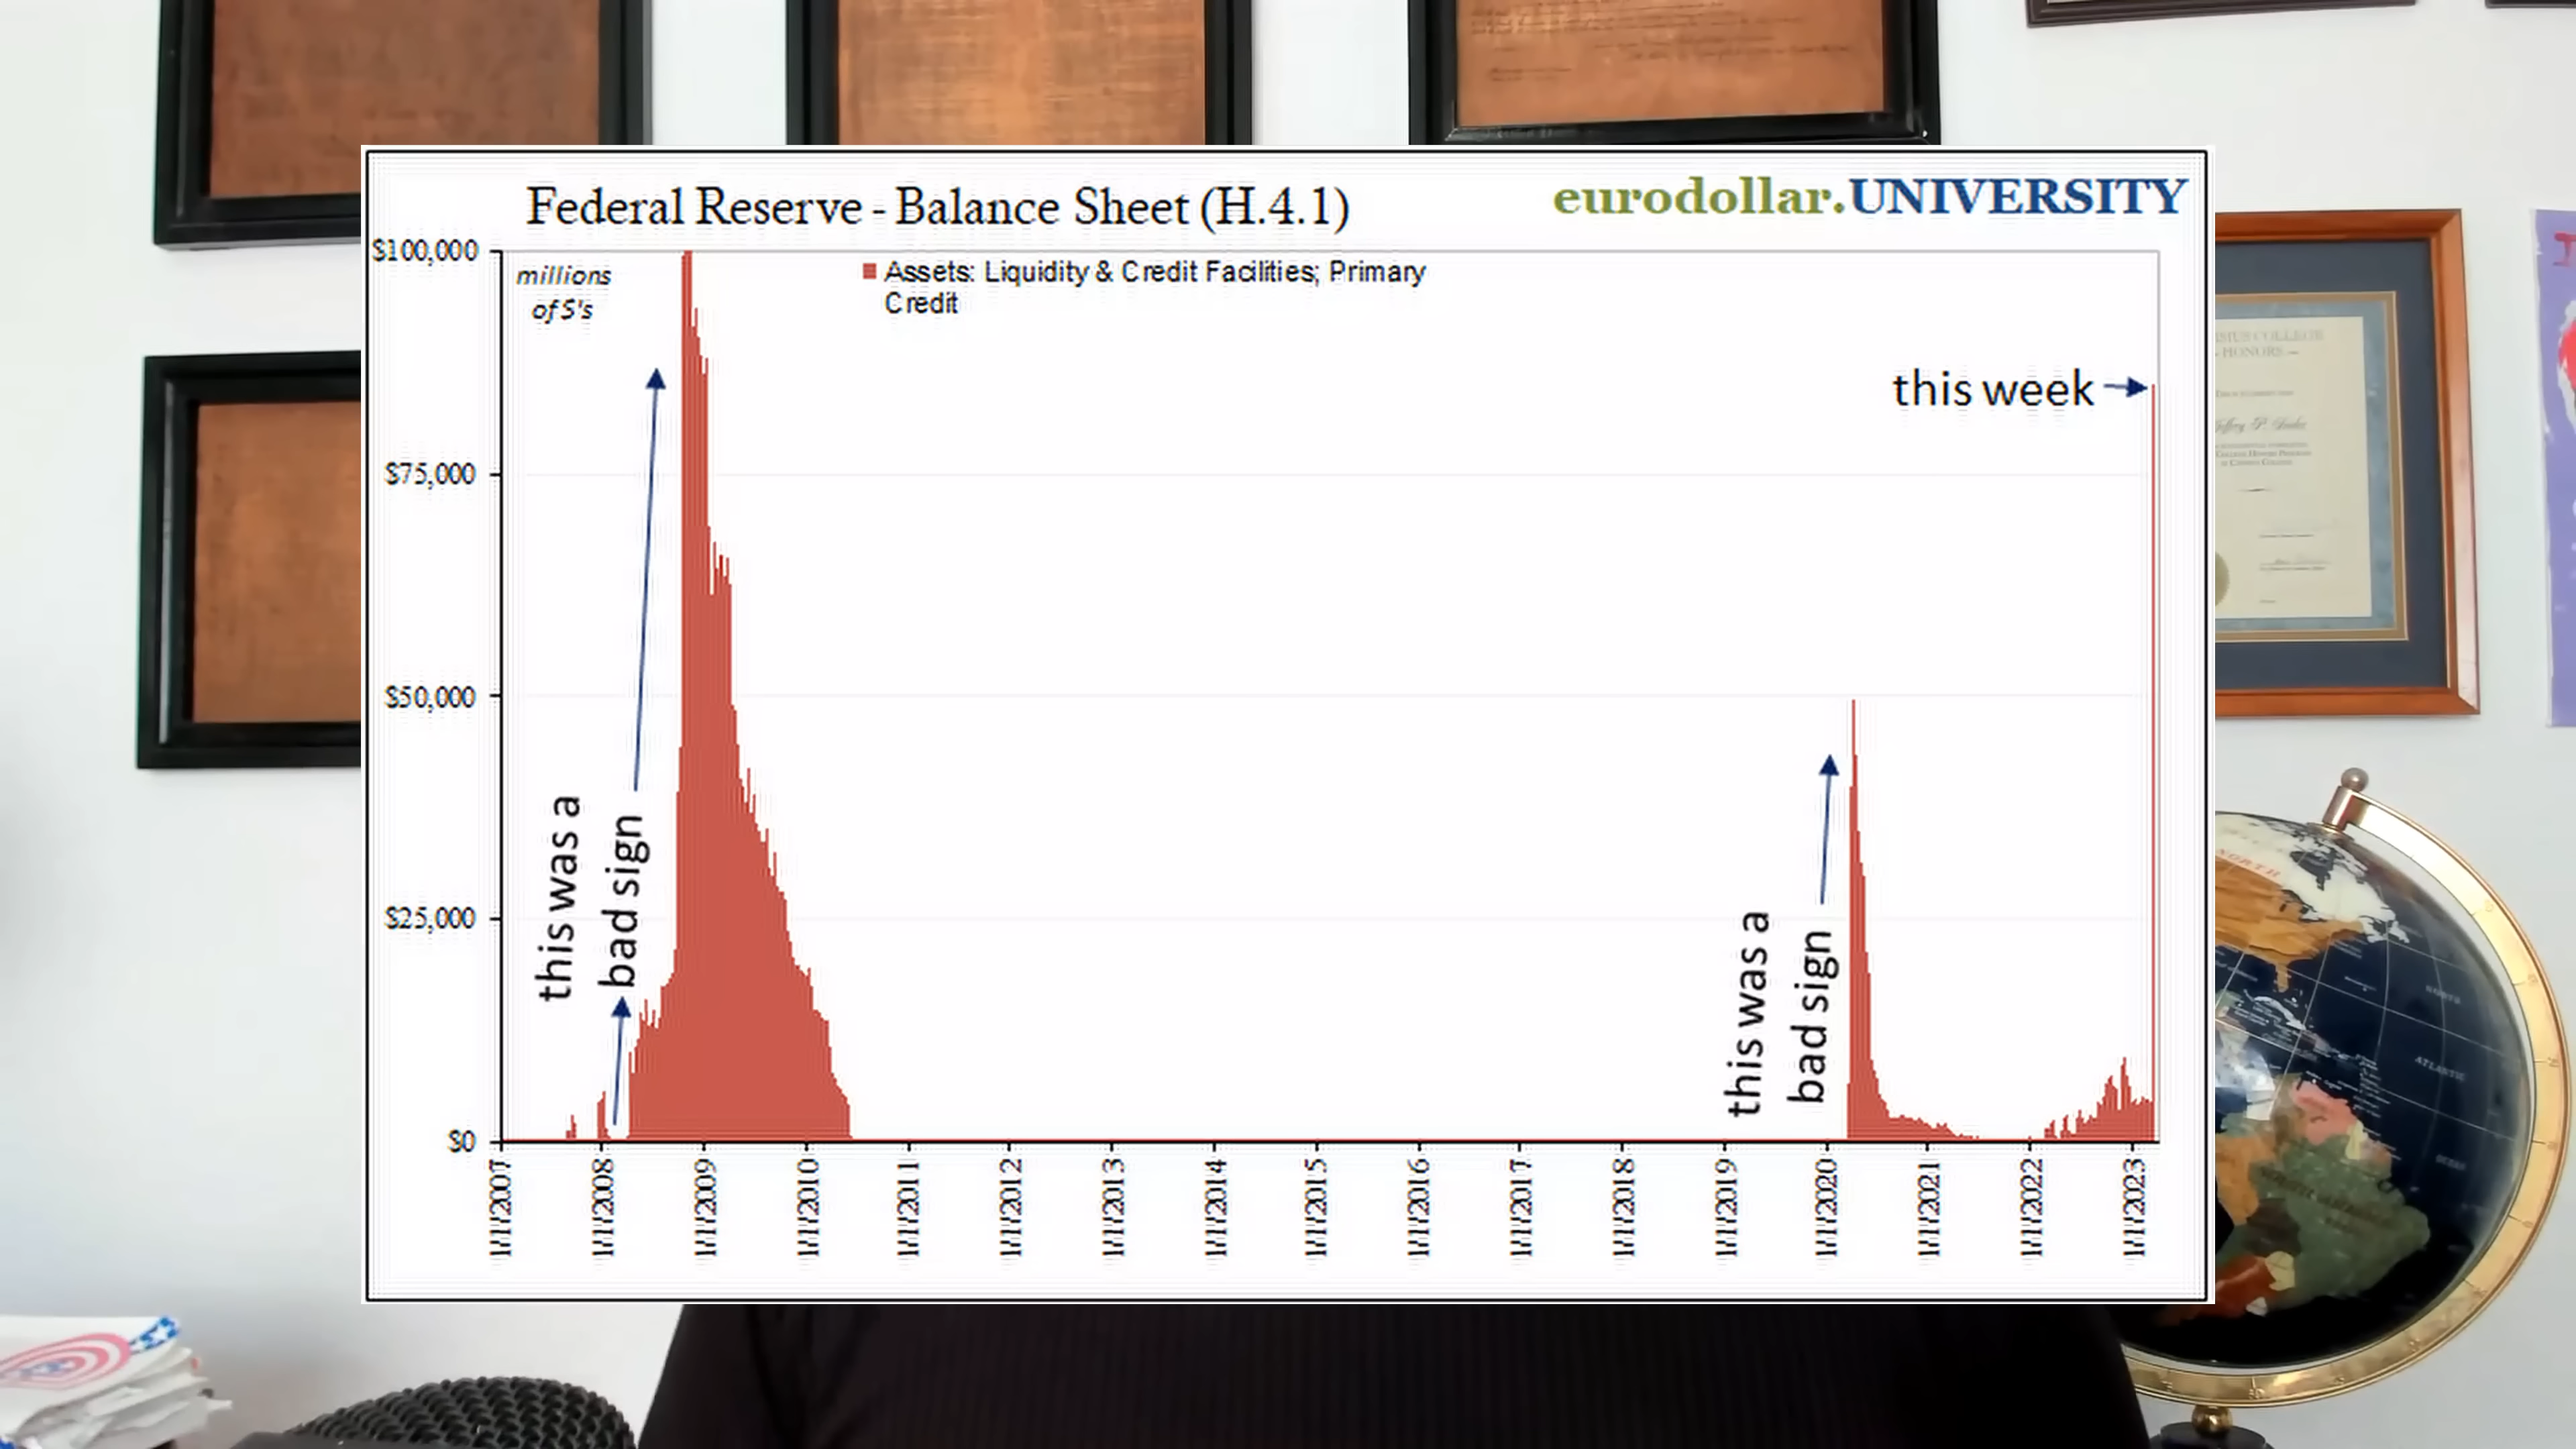 Federal Reserve - Balance Sheet (H.4.1)
eurodollar.UNIVERSITY
$100,000
$75,000
$50,000
$25,000
$0
millions
of $'s
Assets: Liquidity & Credit Facilities; Primary
Credit
this week
this was a
bad sign
this was a
bad sign
1/1/2007
1/1/2008
1/1/2009
1/1/2010
1/1/2011
1/1/2012
1/1/2013
1/1/2014
1/1/2015
1/1/2016
1/1/2017
1/1/2018
1/1/2019
1/1/2020
1/1/2021
1/1/2022
1/1/2023
HONORS
NORTH
ATLANTIC